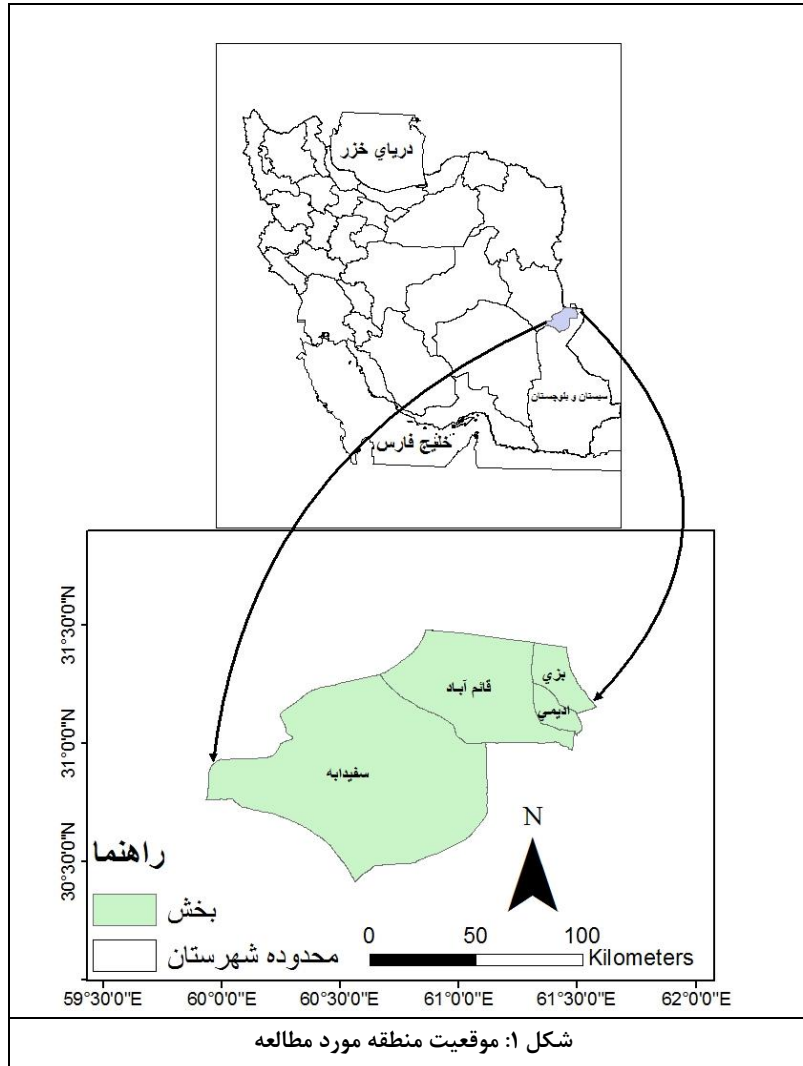 دریاي خزر
سیستان و بلوچستان
خلیج فارس
31°30'0"N
31°0'0"N
30°30'0"N
بزي
قائم آباد
اديمي
سفيدابه
N
راهنما
بخش
محدوده شهرستان
0 50 100
Kilometers
59°30'0"E 60°0'0"E 60°30'0"E 61°0'0"E 61°30'0"E 62°0'0"E
شکل ۱: موقعیت منطقه مورد مطالعه